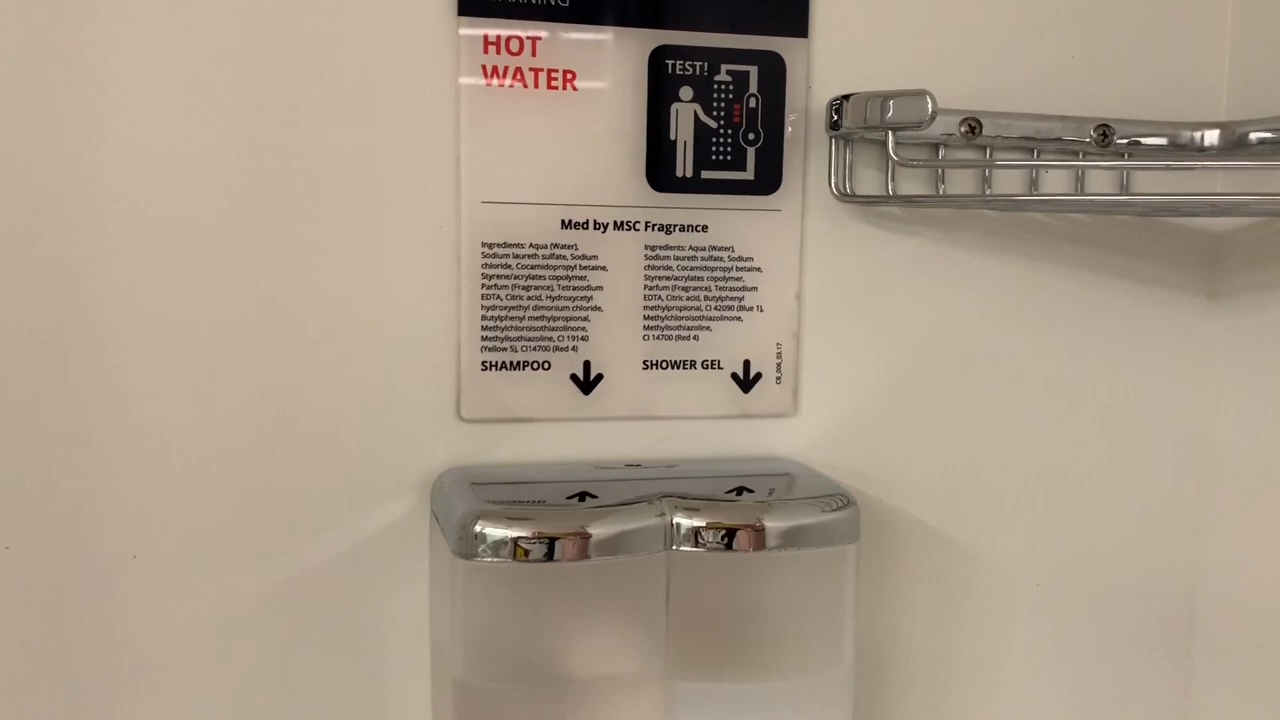 HOT
WATER
TEST!
Med by MSC Fragrance
Ingredients: Aqua (Water),
Sodium laureth sulfate, Sodium
chloride, Cocamidopropyl betaine,
Styrene/acrylates copolymer,
Parfum (Fragrance), Tetrasodium
EDTA, Citric acid, Hydroxycetyl
hydroxyethyl dimonium chloride,
Butylphenyl methylpropional,
Methylchloroisothiazolinone,
Methylisothiazoline, CI 19140
(Yellow 5), CI14700 (Red 4)
SHAMPOO
Ingredients: Aqua (Water),
Sodium laureth sulfate, Sodium
chloride, Cocamidopropyl betaine,
Styrene/acrylates copolymer,
Parfum (Fragrance), Tetrasodium
EDTA, Citric acid, Butylphenyl
methylpropional, CI 42090 (Blue 1),
Methylchloroisothiazolinone,
Methylisothiazoline,
CI 14700 (Red 4)
SHOWER GEL
CB_006_03.17